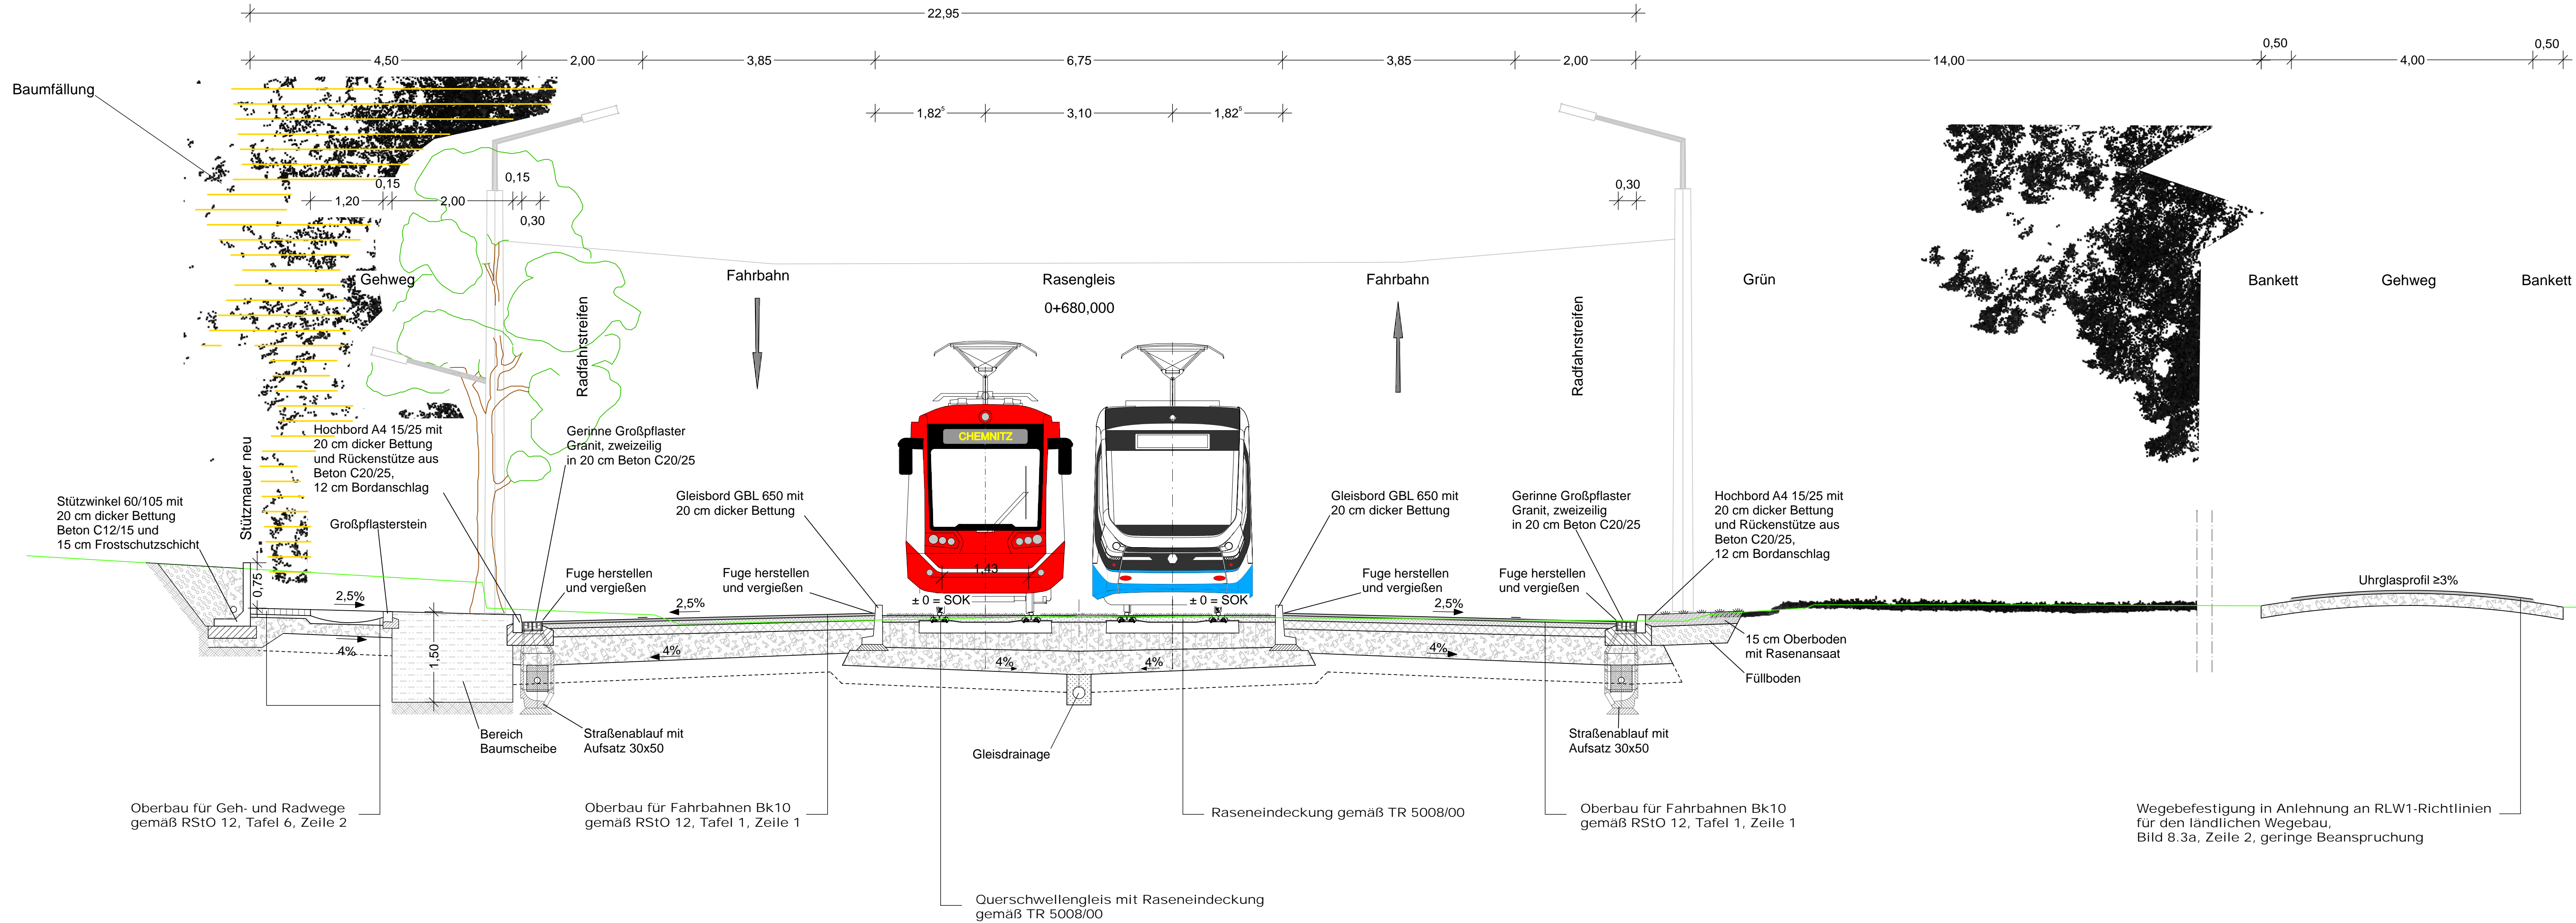 22,95
4,50
2,00
3,85
6,75
3,85
2,00
14,00
0,50
4,00
0,50
Baumfällung
1,82⁵
3,10
1,82⁵
0,15
0,15
0,30
1,20
2,00
0,30
Gehweg
Fahrbahn
Rasengleis
Fahrbahn
Grün
Bankett
Gehweg
Bankett
0+680,000
Radfahrstreifen
Radfahrstreifen
Stützmauer neu
CHEMNITZ
Hochbord A4 15/25 mit
20 cm dicker Bettung
und Rückenstütze aus
Beton C20/25,
12 cm Bordanschlag
Gerinne Großpflaster
Granit, zweizeilig
in 20 cm Beton C20/25
Stützwinkel 60/105 mit
20 cm dicker Bettung
Beton C12/15 und
15 cm Frostschutzschicht
Großpflasterstein
Gleisbord GBL 650 mit
20 cm dicker Bettung
Gleisbord GBL 650 mit
20 cm dicker Bettung
Gerinne Großpflaster
Granit, zweizeilig
in 20 cm Beton C20/25
Hochbord A4 15/25 mit
20 cm dicker Bettung
und Rückenstütze aus
Beton C20/25,
12 cm Bordanschlag
Fuge herstellen
und vergießen
Fuge herstellen
und vergießen
Fuge herstellen
und vergießen
Fuge herstellen
und vergießen
0,75
1,43
Uhrglasprofil ≥3%
2,5%
2,5%
± 0 = SOK
± 0 = SOK
2,5%
4%
1,50
4%
4%
4%
4%
15 cm Oberboden
mit Rasenansaat
Füllboden
Bereich
Baumscheibe
Straßenablauf mit
Aufsatz 30x50
Gleisdrainage
Straßenablauf mit
Aufsatz 30x50
Oberbau für Geh- und Radwege
gemäß RStO 12, Tafel 6, Zeile 2
Oberbau für Fahrbahnen Bk10
gemäß RStO 12, Tafel 1, Zeile 1
Raseneindeckung gemäß TR 5008/00
Oberbau für Fahrbahnen Bk10
gemäß RStO 12, Tafel 1, Zeile 1
Wegebefestigung in Anlehnung an RLW1-Richtlinien
für den ländlichen Wegebau,
Bild 8.3a, Zeile 2, geringe Beanspruchung
Querschwellengleis mit Raseneindeckung
gemäß TR 5008/00